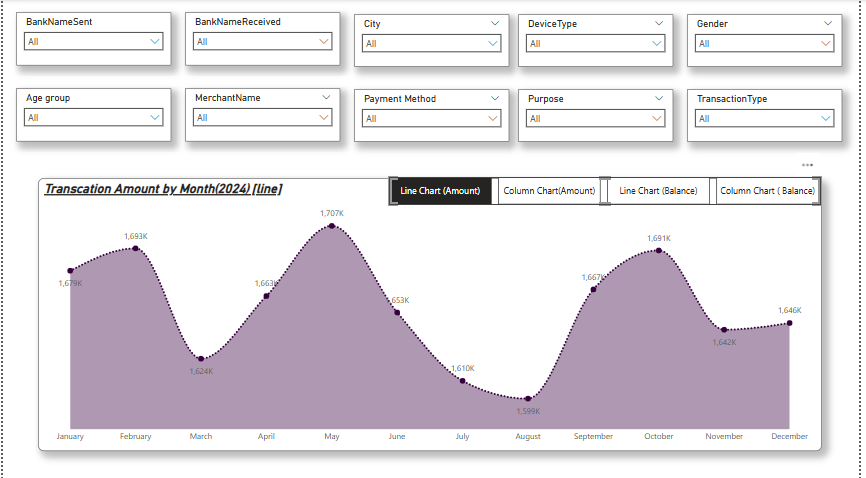 BankNameSent
All
BankNameReceived
All
City
All
DeviceType
All
Gender
All
Age group
All
MerchantName
All
Payment Method
All
Purpose
All
TransactionType
All
Transcation Amount by Month(2024) [line]
Line Chart (Amount)
Column Chart(Amount)
Line Chart (Balance)
Column Chart ( Balance)
1,679K
1,693K
1,624K
1,663K
1,707K
653K
1,610K
1,599K
1,667K
1,691K
1,642K
1,646K
January
February
March
April
May
June
July
August
September
October
November
December